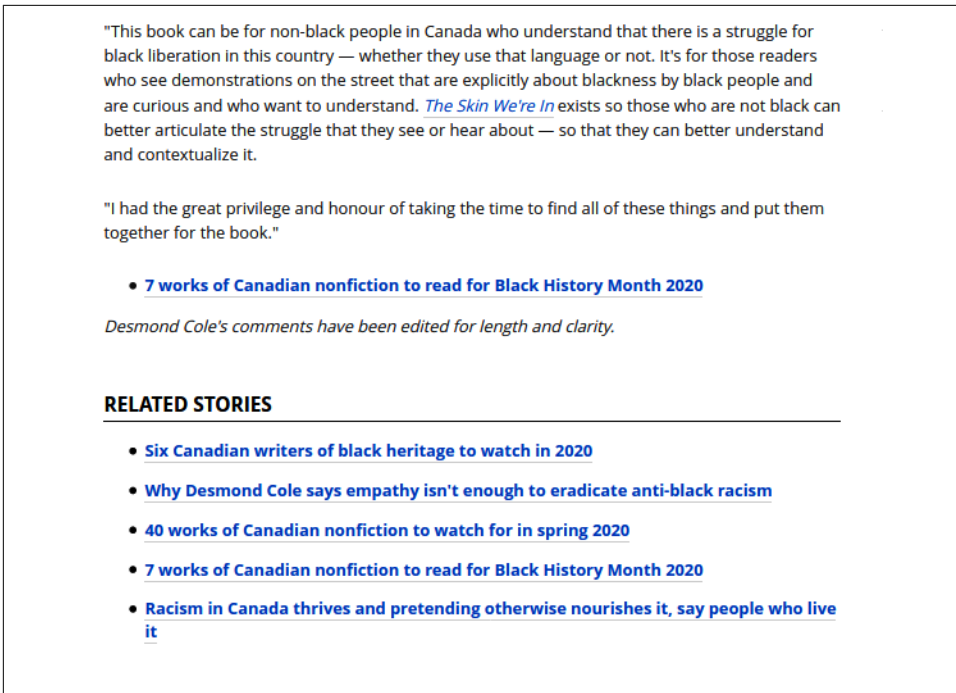 "This book can be for non-black people in Canada who understand that there is a struggle for
black liberation in this country — whether they use that language or not. It's for those readers
who see demonstrations on the street that are explicitly about blackness by black people and
are curious and who want to understand. The Skin We're In exists so those who are not black can
better articulate the struggle that they see or hear about — so that they can better understand
and contextualize it.
"I had the great privilege and honour of taking the time to find all of these things and put them
together for the book."
• 7 works of Canadian nonfiction to read for Black History Month 2020
Desmond Cole's comments have been edited for length and clarity.
RELATED STORIES
• Six Canadian writers of black heritage to watch in 2020
• Why Desmond Cole says empathy isn't enough to eradicate anti-black racism
• 40 works of Canadian nonfiction to watch for in spring 2020
• 7 works of Canadian nonfiction to read for Black History Month 2020
• Racism in Canada thrives and pretending otherwise nourishes it, say people who live
it